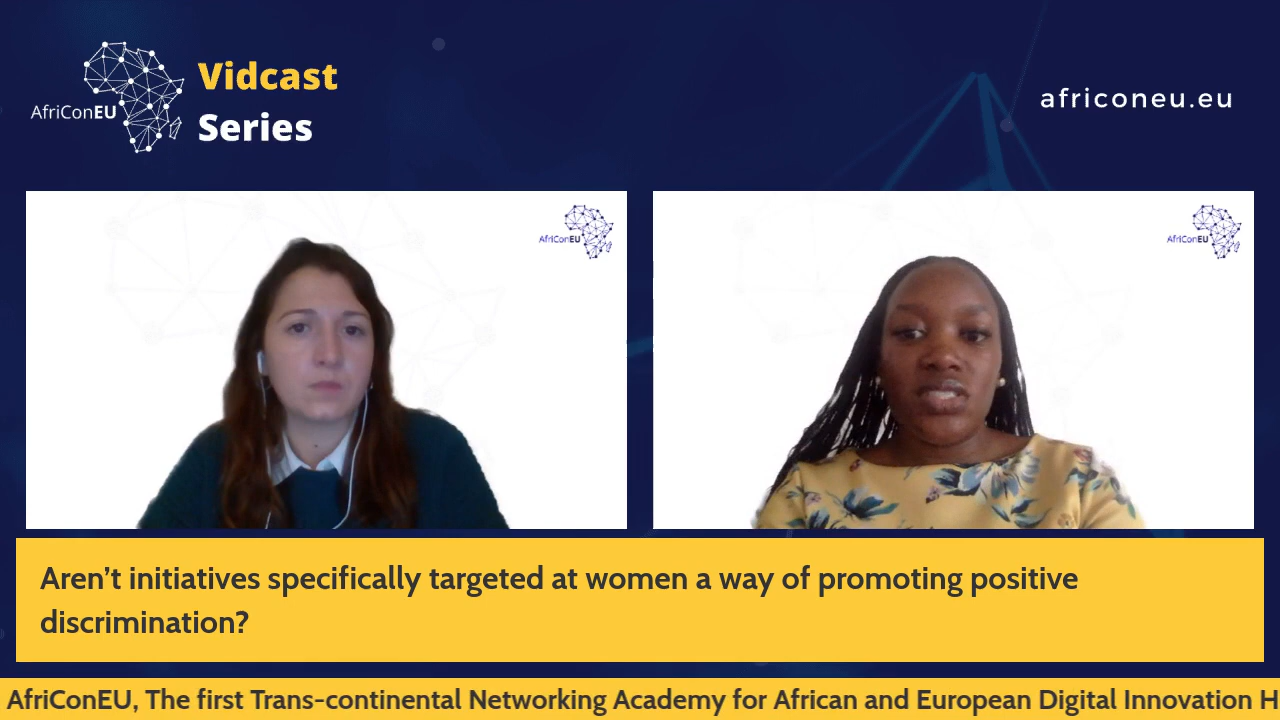 AfriConEU
Vidcast
Series
africoneu.eu
AfriConEU
AfriConEU
Aren’t initiatives specifically targeted at women a way of promoting positive
discrimination?
AfriConEU, The first Trans-continental Networking Academy for African and European Digital Innovation H